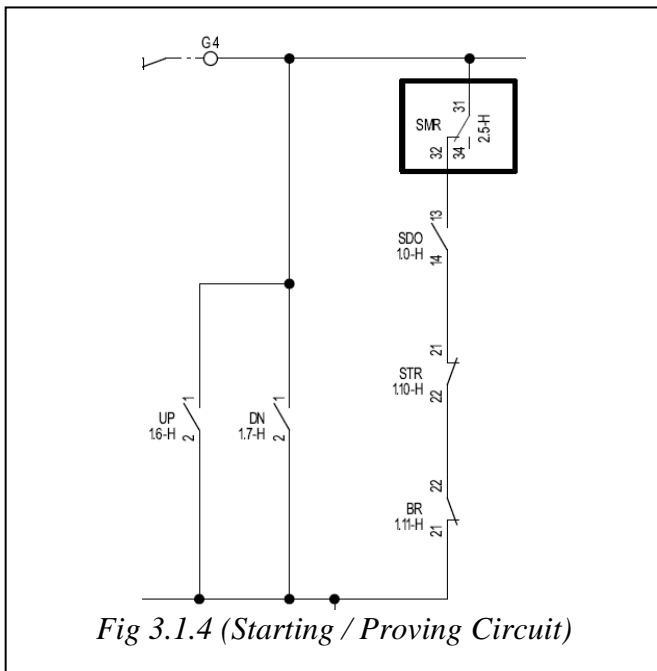 G4
SMR
31
32
34
2.5-H
SDO
1.0-H
13
14
STR
1.10-H
21
22
UP
1.6-H
1
2
DN
1.7-H
1
2
BR
1.11-H
22
21
Fig 3.1.4 (Starting / Proving Circuit)